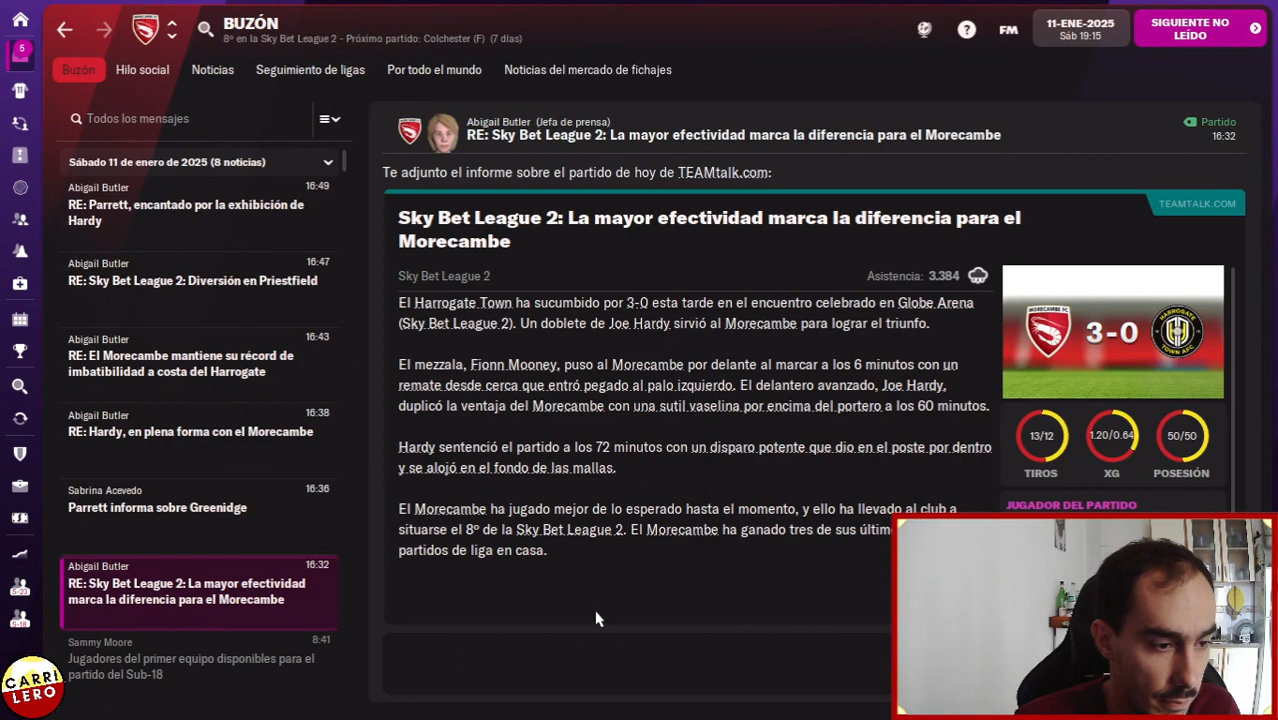 5
BUZÓN
8º en la Sky Bet League 2 - Próximo partido: Colchester (F) (7 días)
FM
11-ENE-2025
Sáb 19:15
SIGUIENTE NO
LEÍDO
Buzón
Hilo social
Noticias
Seguimiento de ligas
Por todo el mundo
Noticias del mercado de fichajes
Todos los mensajes
Sábado 11 de enero de 2025 (8 noticias)
Abigail Butler 16:49
RE: Parrett, encantado por la exhibición de
Hardy
Abigail Butler 16:47
RE: Sky Bet League 2: Diversión en Priestfield
Abigail Butler 16:43
RE: El Morecambe mantiene su récord de
imbatibilidad a costa del Harrogate
Abigail Butler 16:38
RE: Hardy, en plena forma con el Morecambe
Sabrina Acevedo 16:36
Parrett informa sobre Greenidge
Abigail Butler 16:32
RE: Sky Bet League 2: La mayor efectividad
marca la diferencia para el Morecambe
Sammy Moore 8:41
Jugadores del primer equipo disponibles para el
partido del Sub-18
S-23
S-18
CARRI
LERO
Abigail Butler (Jefa de prensa)
RE: Sky Bet League 2: La mayor efectividad marca la diferencia para el Morecambe
Partido
16:32
Te adjunto el informe sobre el partido de hoy de TEAMtalk.com:
TEAMTALK.COM
Sky Bet League 2: La mayor efectividad marca la diferencia para el
Morecambe
Sky Bet League 2
Asistencia: 3.384
El Harrogate Town ha sucumbido por 3-0 esta tarde en el encuentro celebrado en Globe Arena
(Sky Bet League 2). Un doblete de Joe Hardy sirvió al Morecambe para lograr el triunfo.
El mezzala, Fionn Mooney, puso al Morecambe por delante al marcar a los 6 minutos con un
remate desde cerca que entró pegado al palo izquierdo. El delantero avanzado, Joe Hardy,
duplicó la ventaja del Morecambe con una sutil vaselina por encima del portero a los 60 minutos.
Hardy sentenció el partido a los 72 minutos con un disparo potente que dio en el poste por dentro
y se alojó en el fondo de las mallas.
El Morecambe ha jugado mejor de lo esperado hasta el momento, y ello ha llevado al club a
situarse el 8º de la Sky Bet League 2. El Morecambe ha ganado tres de sus
partidos de liga en casa.
MORECAMBE FC
3-0
HARROGATE
TOWN AFC
13/12
1.20/0.64
50/50
TIROS
XG
POSESIÓN
JUGADOR DEL PARTIDO